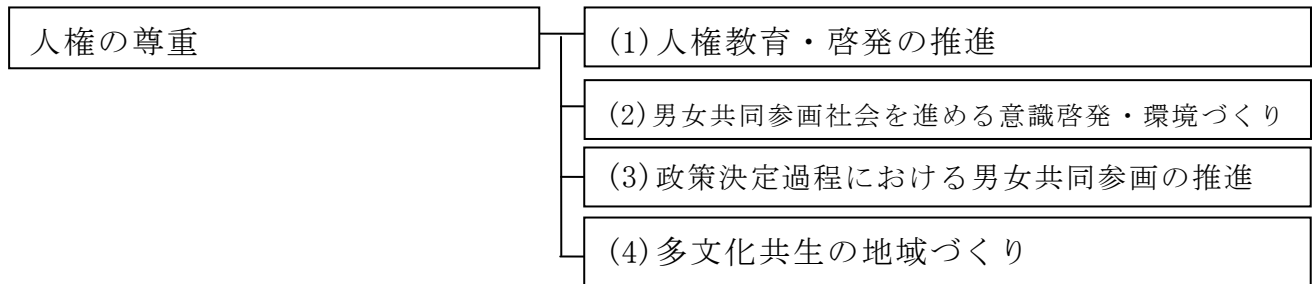 人権の尊重
(1)人権教育・啓発の推進
(2)男女共同参画社会を進める意識啓発・環境づくり
(3)政策決定過程における男女共同参画の推進
(4)多文化共生の地域づくり